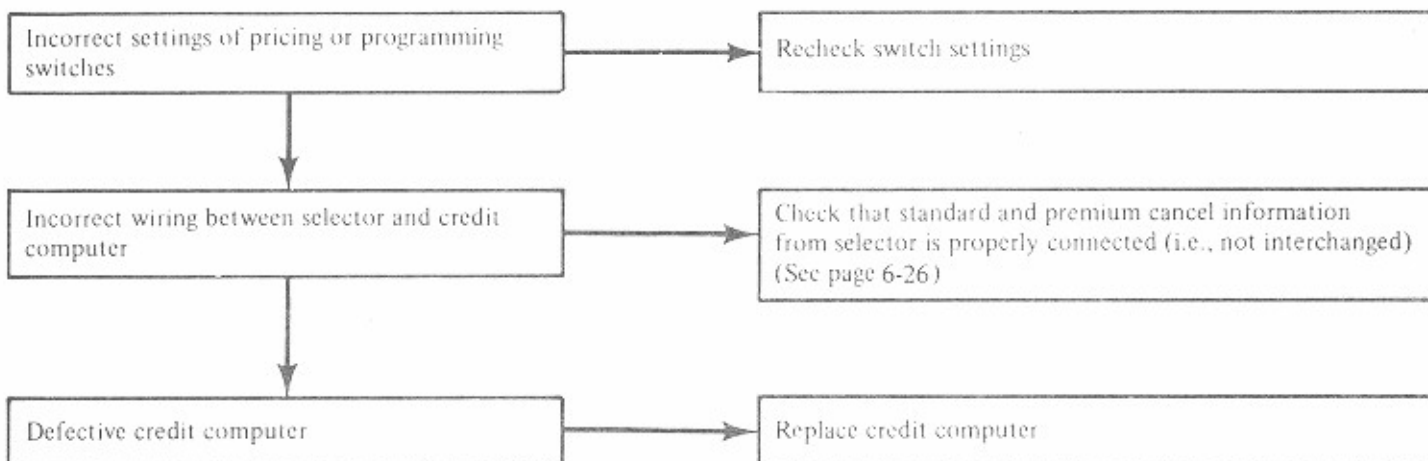 Incorrect settings of pricing or programming
switches
Recheck switch settings
Incorrect wiring between selector and credit
computer
Check that standard and premium cancel information
from selector is properly connected (i.e., not interchanged)
(See page 6-26)
Defective credit computer
Replace credit computer